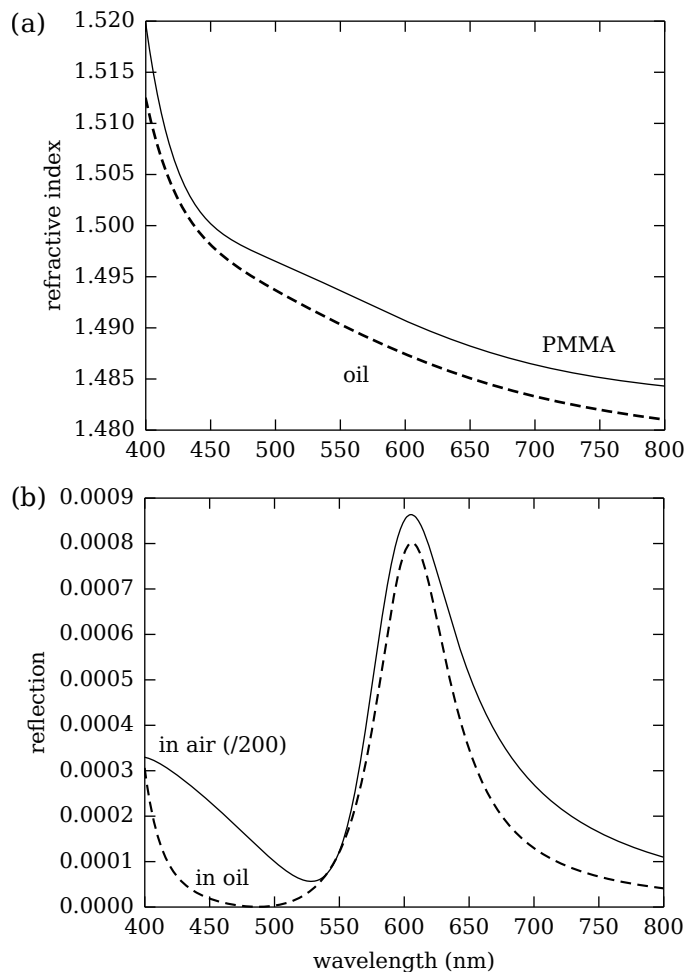 (a)
1.520
1.515
1.510
1.505
1.500
1.495
1.490
1.485
1.480
refractive index
PMMA
oil
400 450 500 550 600 650 700 750 800
(b)
0.0009
0.0008
0.0007
0.0006
0.0005
0.0004
0.0003
0.0002
0.0001
0.0000
reflection
in air (/200)
in oil
400 450 500 550 600 650 700 750 800
wavelength (nm)